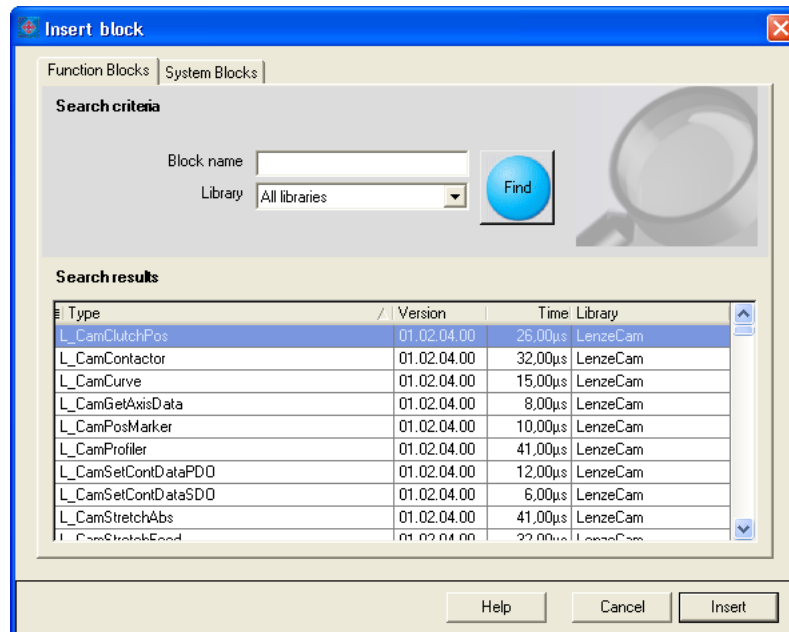 Insert block
Function Blocks System Blocks
Search criteria
Block name
Library All libraries
Find
Search results
Type Version Time Library
L_CamClutchPos 01.02.04.00 26,00µs LenzeCam
L_CamContactor 01.02.04.00 32,00µs LenzeCam
L_CamCurve 01.02.04.00 15,00µs LenzeCam
L_CamGetAxisData 01.02.04.00 8,00µs LenzeCam
L_CamPosMarker 01.02.04.00 10,00µs LenzeCam
L_CamProfiler 01.02.04.00 41,00µs LenzeCam
L_CamSetContDataPDO 01.02.04.00 12,00µs LenzeCam
L_CamSetContDataSDO 01.02.04.00 6,00µs LenzeCam
L_CamStretchAbs 01.02.04.00 41,00µs LenzeCam
Help Cancel Insert